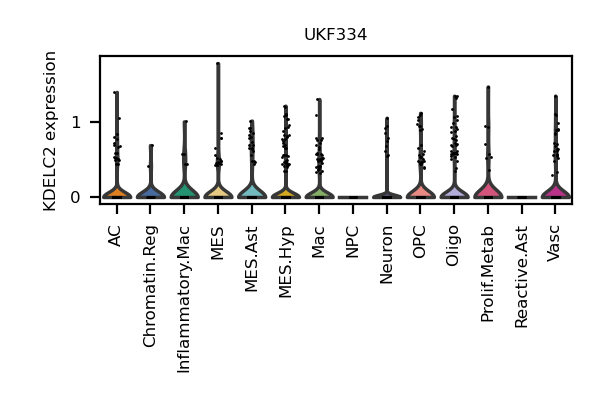 UKF334
KDELC2 expression
1
0
AC
Chromatin.Reg
Inflammatory.Mac
MES
MES.Ast
MES.Hyp
Mac
NPC
Neuron
OPC
Oligo
Prolif.Metab
Reactive.Ast
Vasc